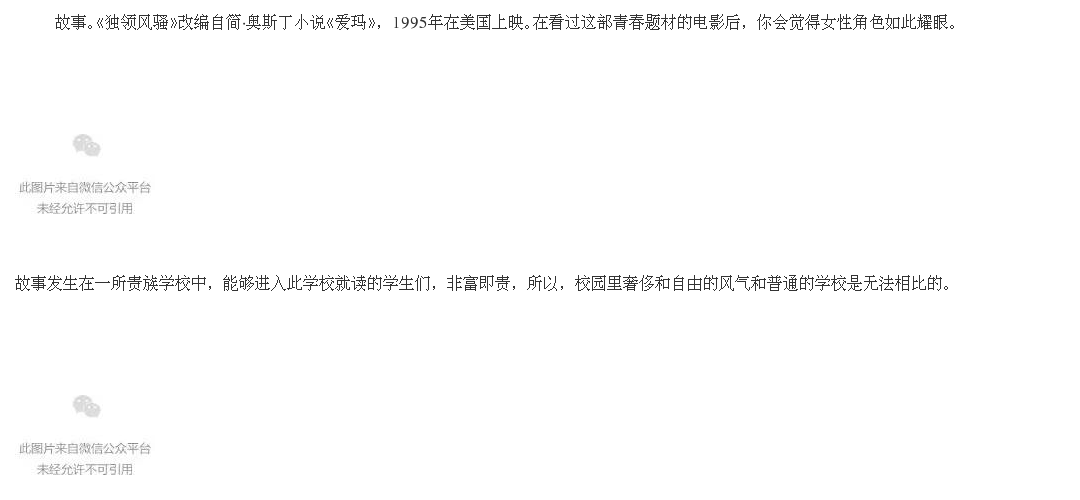 故事。《独领风骚》改编自简·奥斯丁小说《爱玛》，1995年在美国上映。在看过这部青春题材的电影后，你会觉得女性角色如此耀眼。
此图片来自微信公众平台
未经允许不可引用
故事发生在一所贵族学校中，能够进入此学校就读的学生们，非富即贵，所以，校园里奢侈和自由的风气和普通的学校是无法相比的。
此图片来自微信公众平台
未经允许不可引用